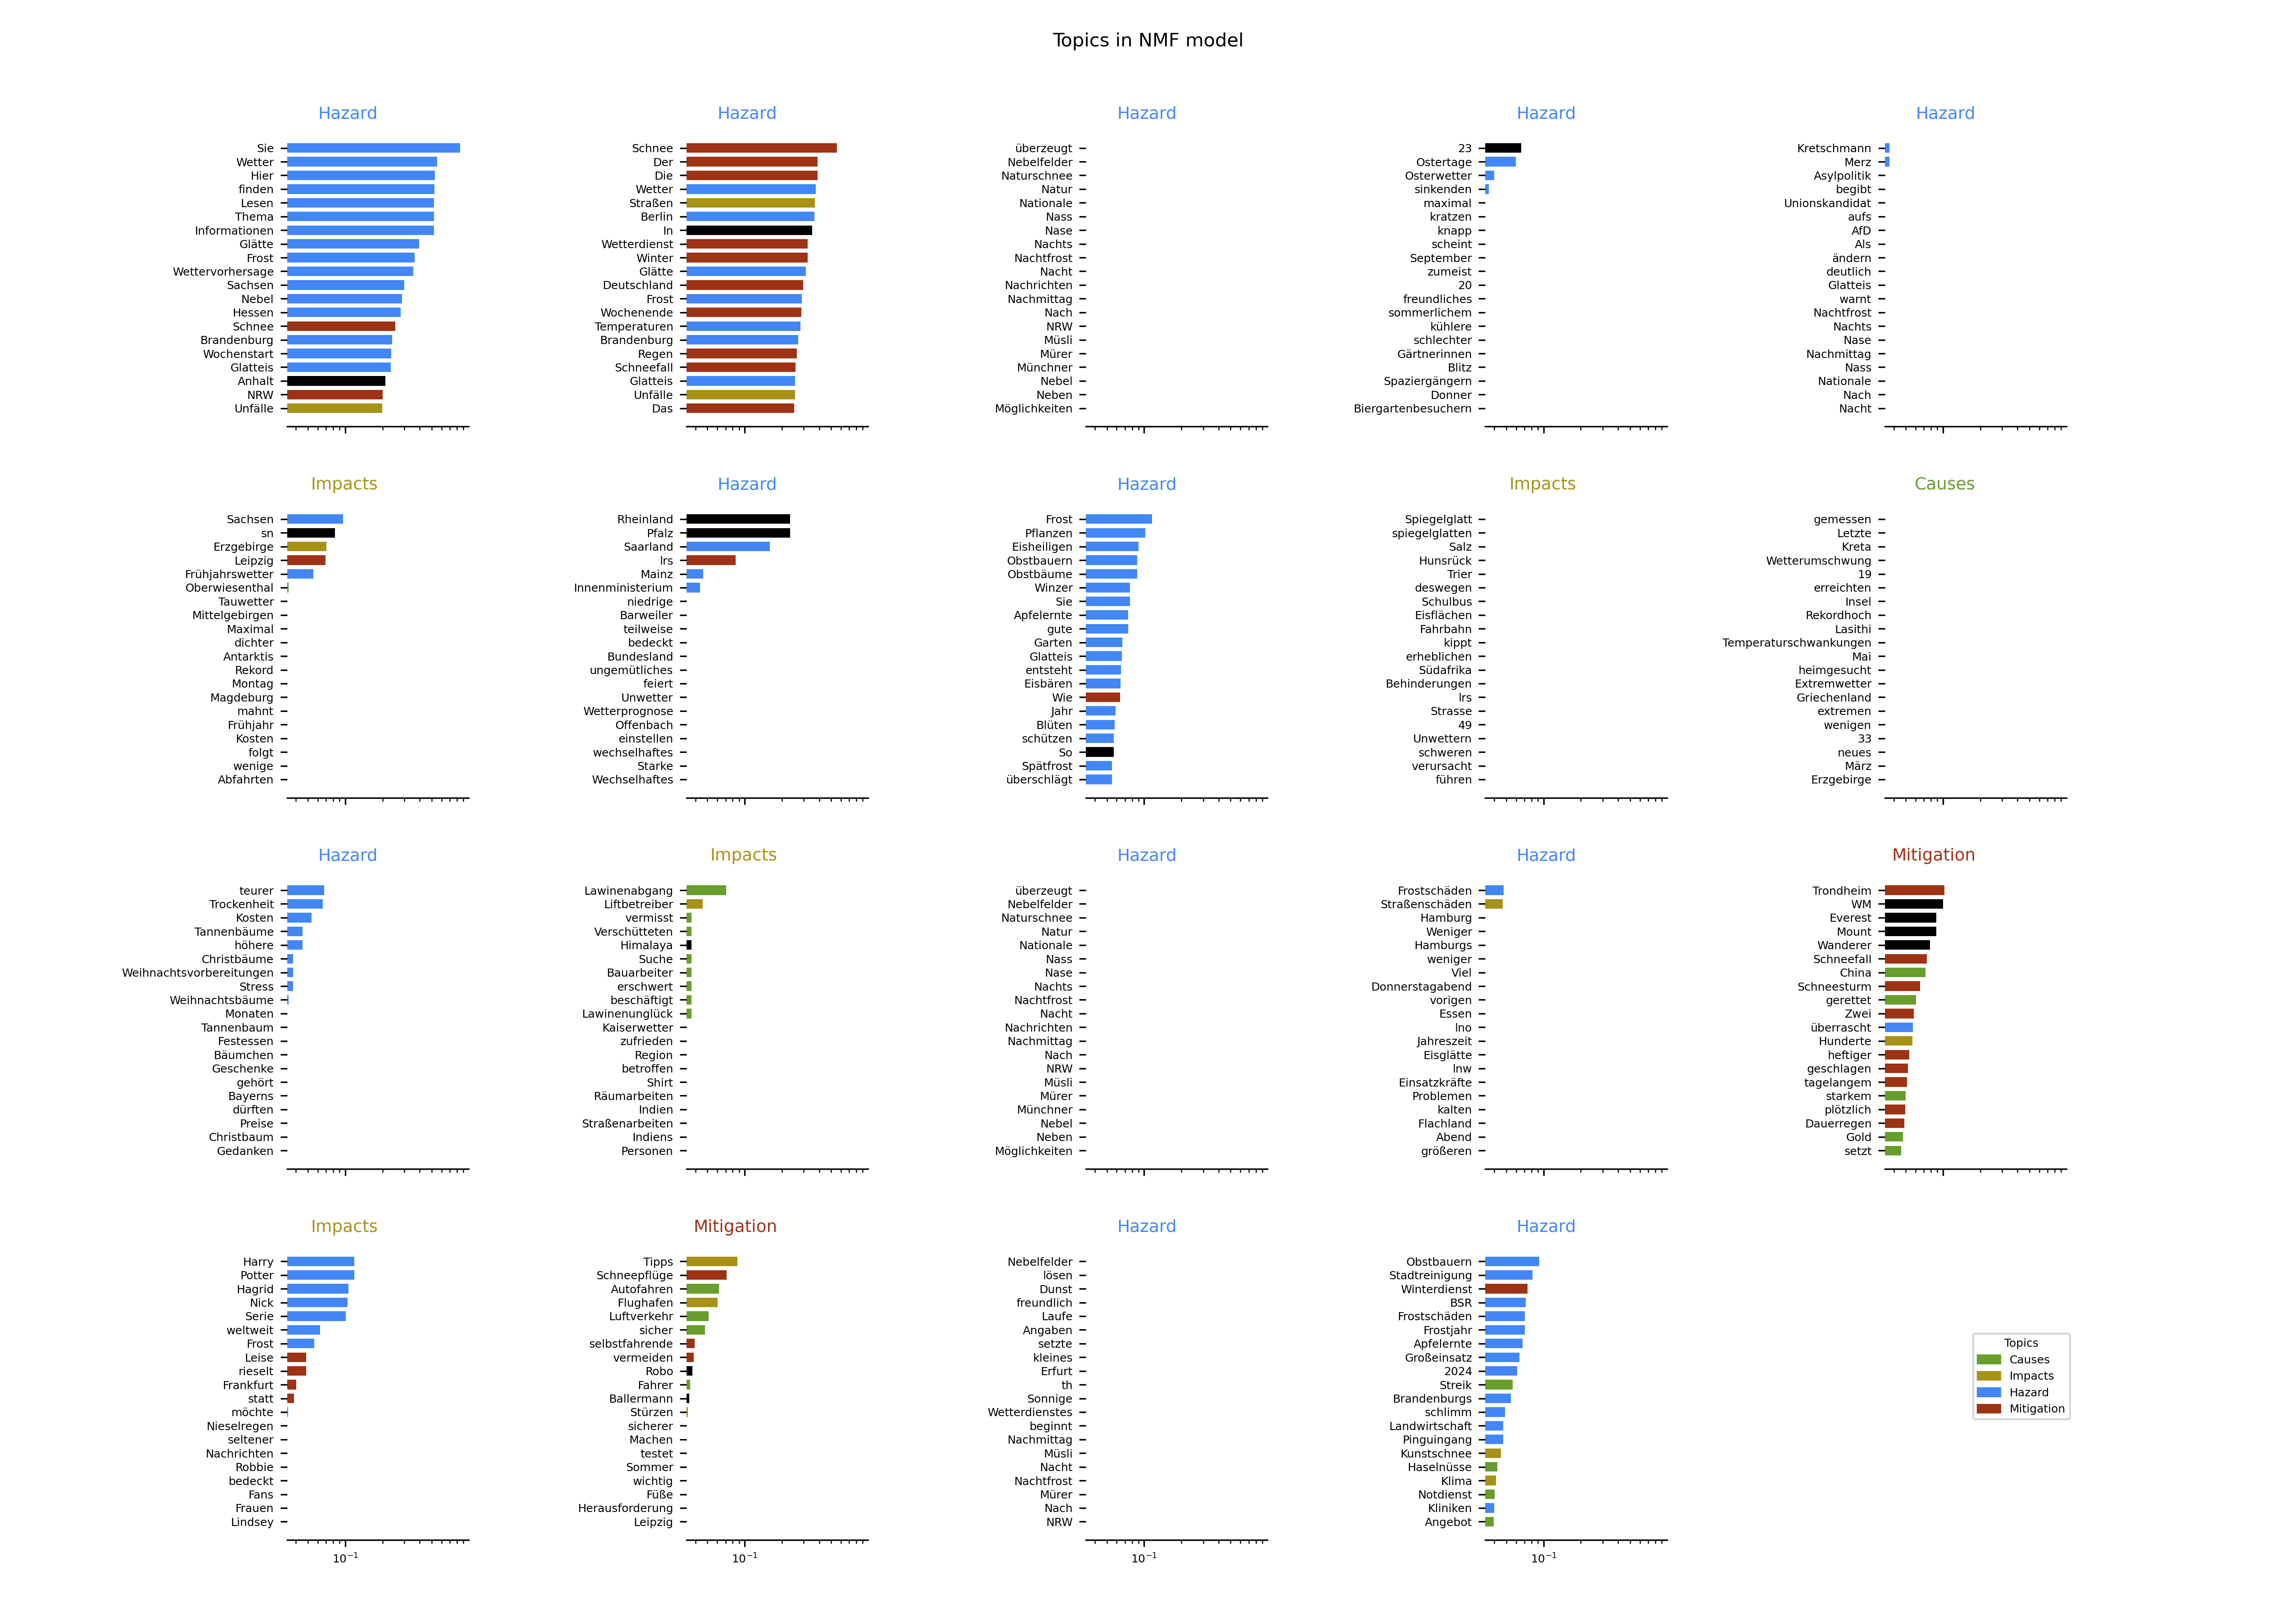 Topics in NMF model
Hazard
Sie
Wetter
Hier
finden
Lesen
Thema
Informationen
Glätte
Frost
Wettervorhersage
Sachsen
Nebel
Hessen
Schnee
Brandenburg
Wochenstart
Glatteis
Anhalt
NRW
Unfälle
Hazard
Schnee
Der
Die
Wetter
Straßen
Berlin
In
Wetterdienst
Winter
Glätte
Deutschland
Frost
Wochenende
Temperaturen
Brandenburg
Regen
Schneefall
Glatteis
Unfälle
Das
Hazard
überzeugt
Nebelfelder
Naturschnee
Natur
Nationale
Nass
Nase
Nachts
Nachtfrost
Nacht
Nachrichten
Nachmittag
Nach
NRW
Müsli
Mürer
Münchner
Nebel
Neben
Möglichkeiten
Hazard
23
Ostertage
Osterwetter
sinkenden
maximal
kratzen
knapp
scheint
September
zumeist
20
freundliches
sommerlichem
kühlere
schlechter
Gärtnerinnen
Blitz
Spaziergängern
Donner
Biergartenbesuchern
Hazard
Kretschmann
Merz
Asylpolitik
begibt
Unionskandidat
aufs
AfD
Als
ändern
deutlich
Glatteis
warnt
Nachtfrost
Nachts
Nase
Nachmittag
Nass
Nationale
Nach
Nacht
Impacts
Sachsen
sn
Erzgebirge
Leipzig
Frühjahrswetter
Oberwiesenthal
Tauwetter
Mittelgebirgen
Maximal
dichter
Antarktis
Rekord
Montag
Magdeburg
mahnt
Frühjahr
Kosten
folgt
wenige
Abfahrten
Hazard
Rheinland
Pfalz
Saarland
lrs
Mainz
Innenministerium
niedrige
Barweiler
teilweise
bedeckt
Bundesland
ungemütliches
feiert
Unwetter
Wetterprognose
Offenbach
einstellen
wechselhaftes
Starke
Wechselhaftes
Hazard
Frost
Pflanzen
Eisheiligen
Obstbauern
Obstbäume
Winzer
Sie
Apfelernte
gute
Garten
Glatteis
entsteht
Eisbären
Wie
Jahr
Blüten
schützen
So
Spätfrost
überschlägt
Impacts
Spiegelglatt
spiegelglatten
Salz
Hunsrück
Trier
deswegen
Schulbus
Eisflächen
Fahrbahn
kippt
erheblichen
Südafrika
Behinderungen
lrs
Strasse
49
Unwettern
schweren
verursacht
führen
Causes
gemessen
Letzte
Kreta
Wetterumschwung
19
erreichten
Insel
Rekordhoch
Lasithi
Temperaturschwankungen
Mai
heimgesucht
Extremwetter
Griechenland
extremen
wenigen
33
neues
März
Erzgebirge
Hazard
teurer
Trockenheit
Kosten
Tannenbäume
höhere
Christbäume
Weihnachtsvorbereitungen
Stress
Weihnachtsbäume
Monaten
Tannenbaum
Festessen
Bäumchen
Geschenke
gehört
Bayerns
dürften
Preise
Christbaum
Gedanken
Impacts
Lawinenabgang
Liftbetreiber
vermisst
Verschütteten
Himalaya
Suche
Bauarbeiter
erschwert
beschäftigt
Lawinenunglück
Kaiserwetter
zufrieden
Region
betroffen
Shirt
Räumarbeiten
Indien
Straßenarbeiten
Indiens
Personen
Hazard
überzeugt
Nebelfelder
Naturschnee
Natur
Nationale
Nass
Nase
Nachts
Nachtfrost
Nacht
Nachrichten
Nachmittag
Nach
NRW
Müsli
Mürer
Münchner
Nebel
Neben
Möglichkeiten
Hazard
Frostschäden
Straßenschäden
Hamburg
Weniger
Hamburgs
weniger
Viel
Donnerstagabend
vorigen
Essen
lno
Jahreszeit
Eisglätte
lnw
Einsatzkräfte
Problemen
kalten
Flachland
Abend
größeren
Mitigation
Trondheim
WM
Everest
Mount
Wanderer
Schneefall
China
Schneesturm
gerettet
Zwei
überrascht
Hunderte
heftiger
geschlagen
tagelangem
starkem
plötzlich
Dauerregen
Gold
setzt
Impacts
Harry
Potter
Hagrid
Nick
Serie
weltweit
Frost
Leise
rieselt
Frankfurt
statt
möchte
Nieselregen
seltener
Nachrichten
Robbie
bedeckt
Fans
Frauen
Lindsey
10⁻¹
Mitigation
Tipps
Schneepflüge
Autofahren
Flughafen
Luftverkehr
sicher
selbstfahrende
vermeiden
Robo
Fahrer
Ballermann
Stürzen
sicherer
Machen
testet
Sommer
wichtig
Füße
Herausforderung
Leipzig
10⁻¹
Hazard
Nebelfelder
lösen
Dunst
freundlich
Laufe
Angaben
setzte
kleines
Erfurt
th
Sonnige
Wetterdienstes
beginnt
Nachmittag
Müsli
Nacht
Nachtfrost
Mürer
Nach
NRW
10⁻¹
Hazard
Obstbauern
Stadtreinigung
Winterdienst
BSR
Frostschäden
Frostjahr
Apfelernte
Großeinsatz
2024
Streik
Brandenburgs
schlimm
Landwirtschaft
Pinguingang
Kunstschnee
Haselnüsse
Klima
Notdienst
Kliniken
Angebot
10⁻¹
Topics
Causes
Impacts
Hazard
Mitigation